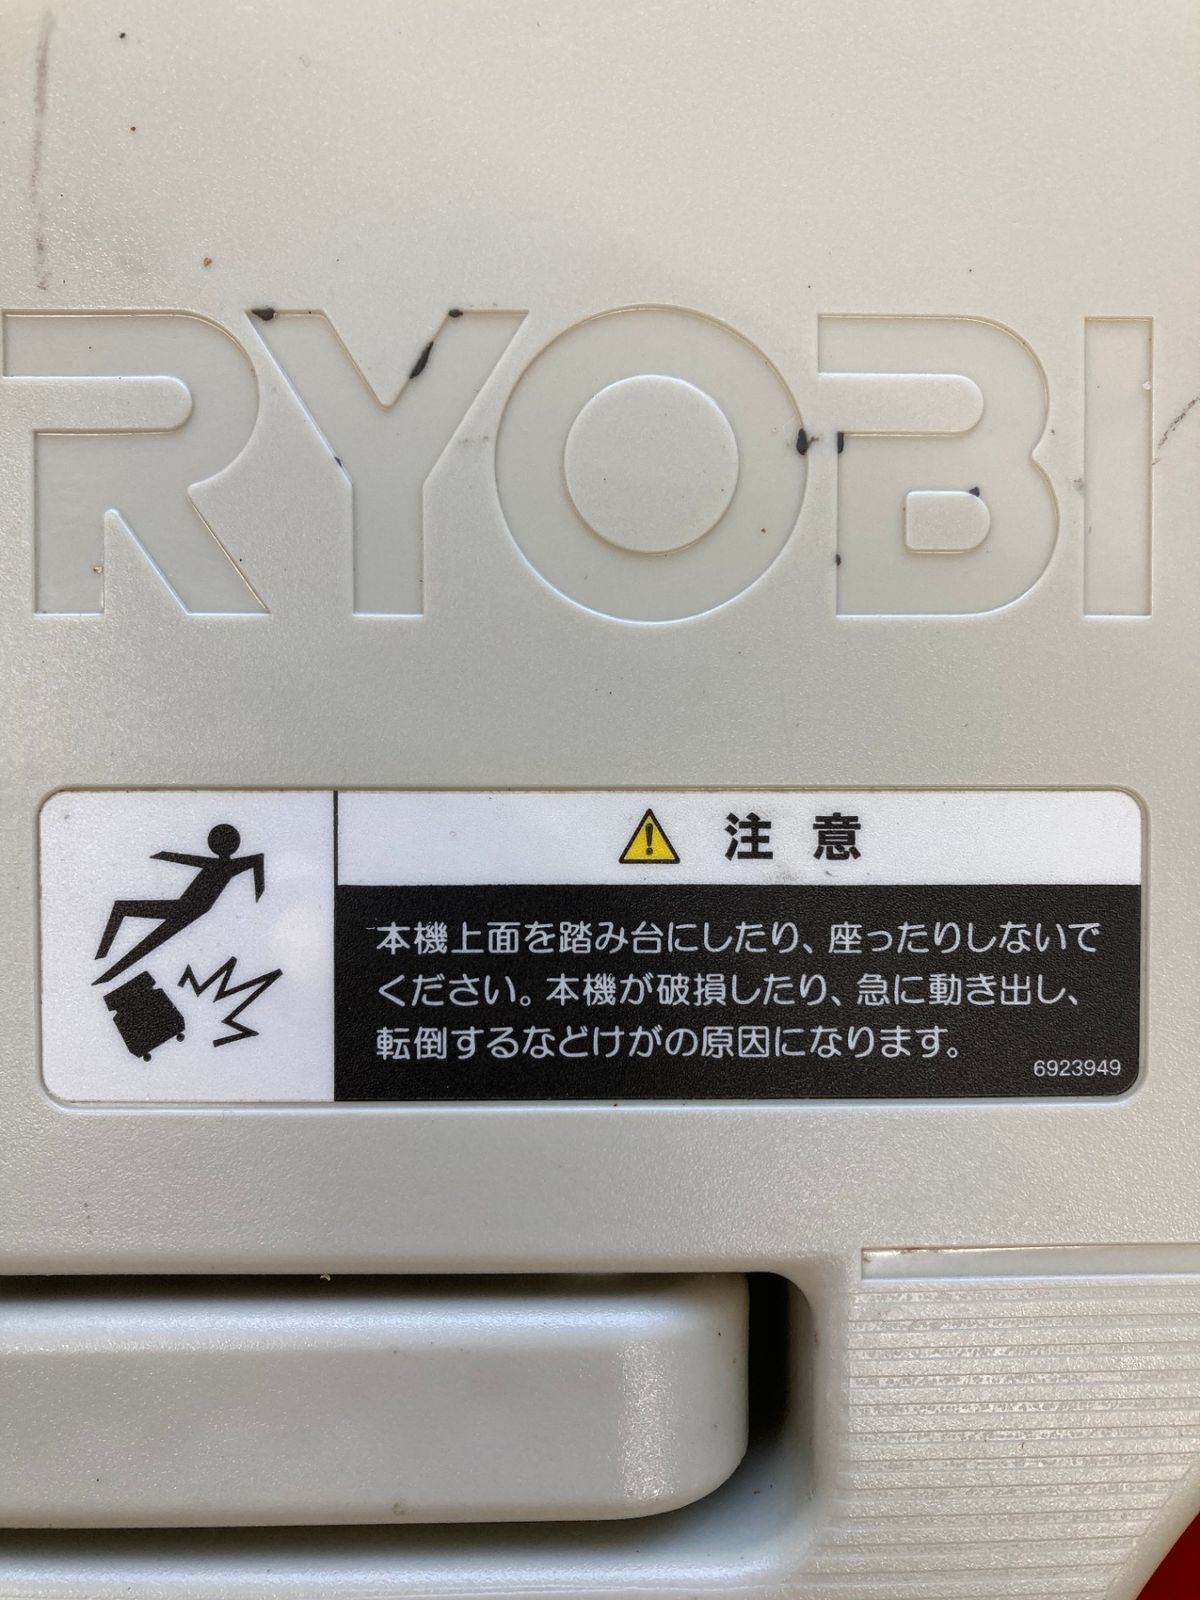 RYOBI
注意
本機上面を踏み台にしたり、座ったりしないで
ください。本機が破損したり、急に動き出し、
転倒するなどけがの原因になります。
6923949